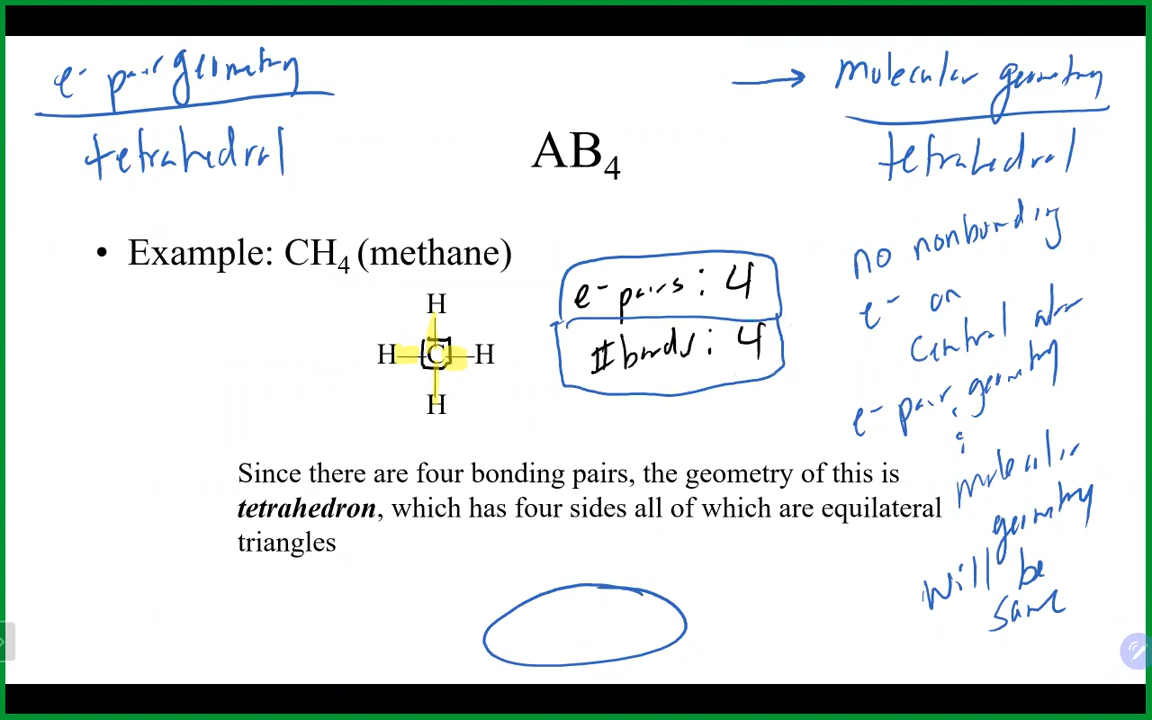 e- pair geometry
tetrahedral
→ molecular geometry
tetrahedral
AB4
• Example: CH4 (methane)
H
H—C—H
H
e- pairs: 4
# bonds: 4
Since there are four bonding pairs, the geometry of this is
tetrahedron, which has four sides all of which are equilateral
triangles
no nonbonding
e- on
central atom
e- pair geometry
molecular
geometry
will be
same